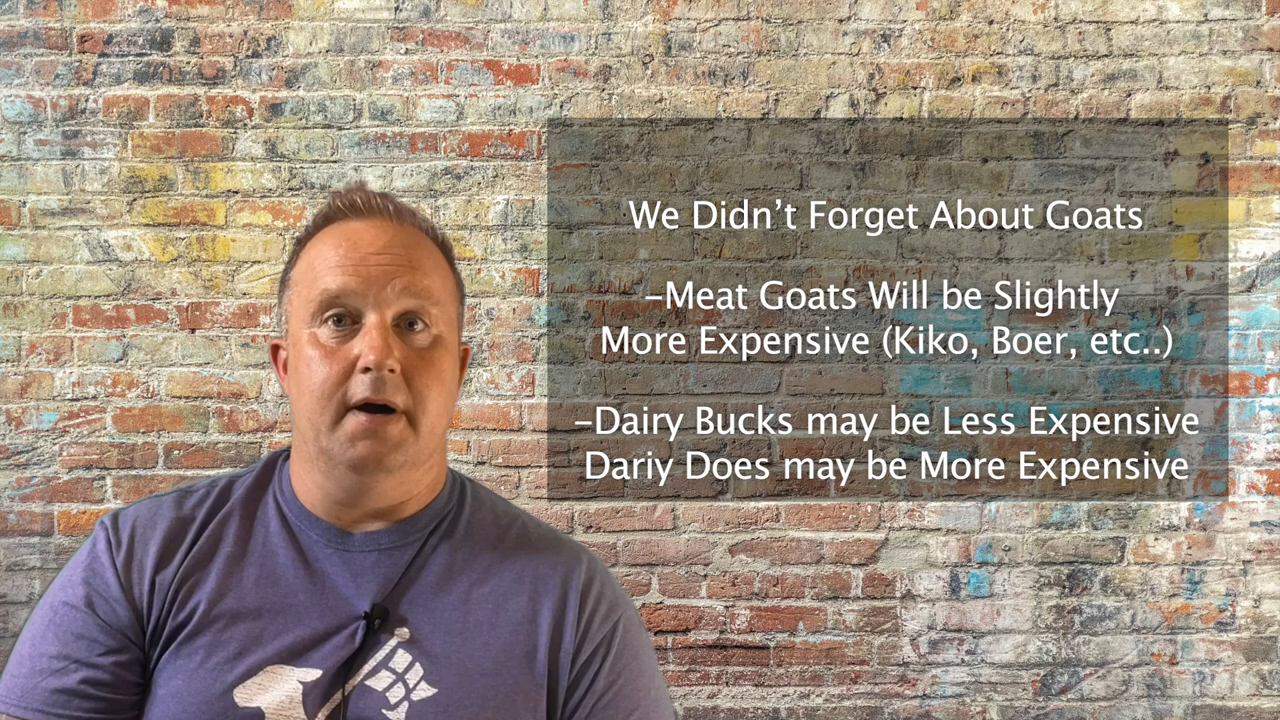 We Didn’t Forget About Goats
–Meat Goats Will be Slightly
More Expensive (Kiko, Boer, etc..)
–Dairy Bucks may be Less Expensive
Dariy Does may be More Expensive